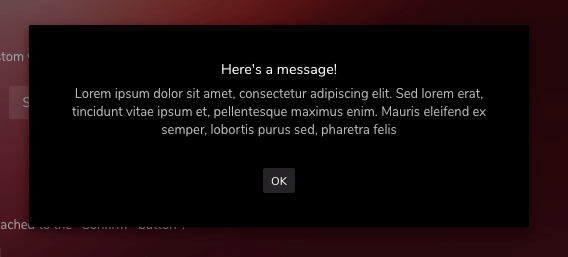 Here's a message!
Lorem ipsum dolor sit amet, consectetur adipiscing elit. Sed lorem erat,
tincidunt vitae ipsum et, pellentesque maximus enim. Mauris eleifend ex
semper, lobortis purus sed, pharetra felis
OK